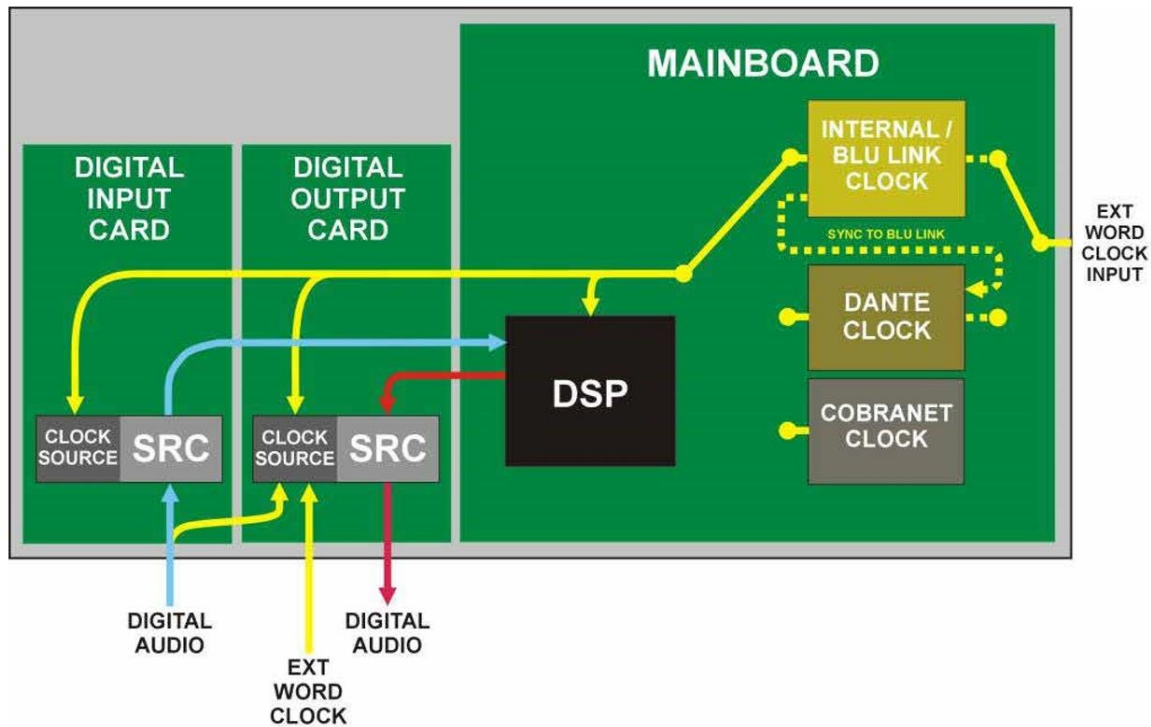 MAINBOARD
INTERNAL /
BLU LINK
CLOCK
SYNC TO BLU LINK
EXT
WORD
CLOCK
INPUT
DANTE
CLOCK
COBRANET
CLOCK
DIGITAL
INPUT
CARD
DIGITAL
OUTPUT
CARD
DSP
CLOCK
SOURCE
SRC
CLOCK
SOURCE
SRC
DIGITAL
AUDIO
EXT
WORD
CLOCK
DIGITAL
AUDIO